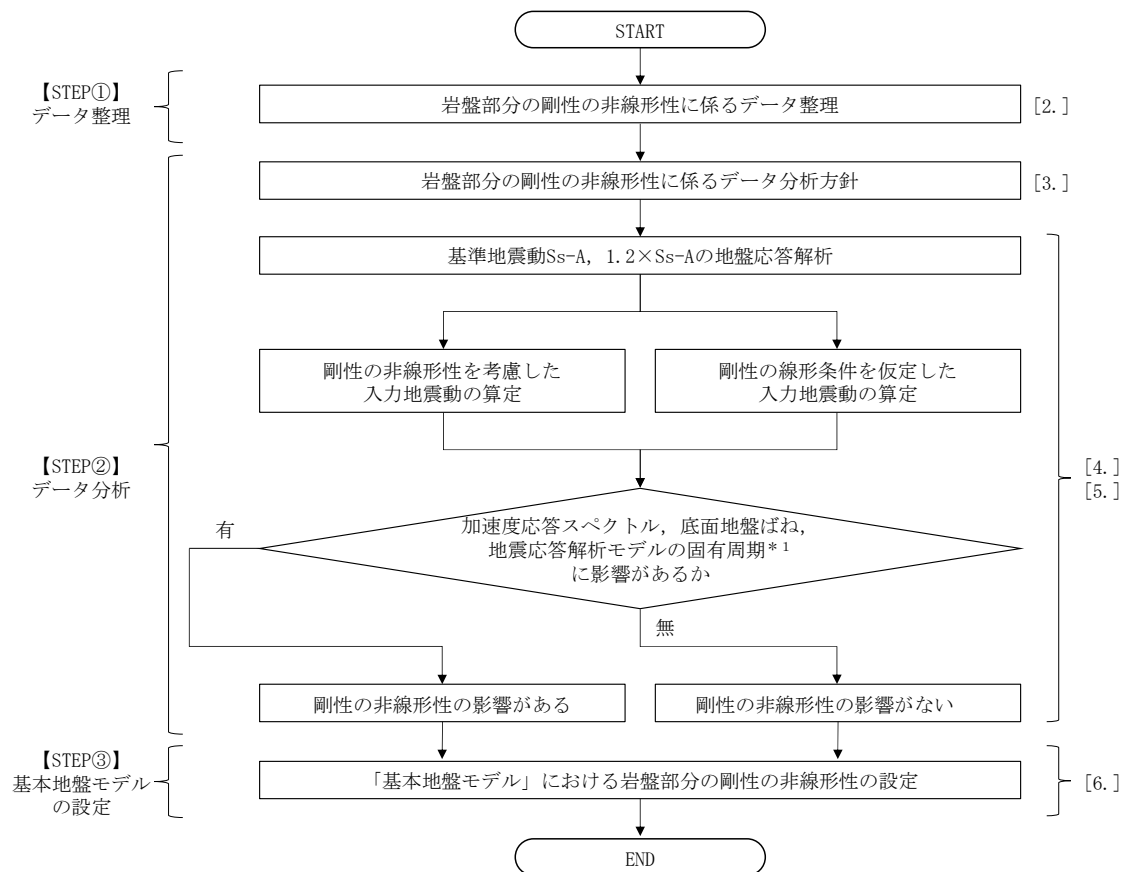 START
【STEP①】
データ整理
岩盤部分の剛性の非線形性に係るデータ整理
[2.]
岩盤部分の剛性の非線形性に係るデータ分析方針
[3.]
基準地震動Ss-A，1.2×Ss-Aの地盤応答解析
剛性の非線形性を考慮した
入力地震動の算定
剛性の線形条件を仮定した
入力地震動の算定
【STEP②】
データ分析
[4.]
[5.]
加速度応答スペクトル，底面地盤ばね，
地震応答解析モデルの固有周期*1
に影響があるか
有
無
剛性の非線形性の影響がある
剛性の非線形性の影響がない
【STEP③】
基本地盤モデル
の設定
「基本地盤モデル」における岩盤部分の剛性の非線形性の設定
[6.]
END